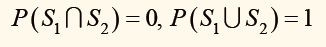 P(S₁∩S₂) = 0, P(S₁∪S₂) = 1